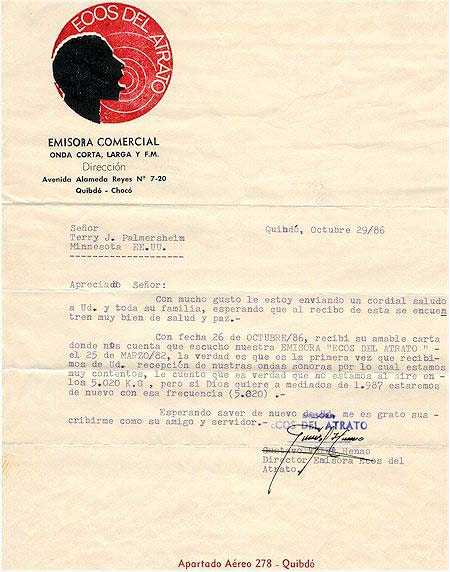 ECOS DEL ATRATO
EMISORA COMERCIAL
ONDA CORTA, LARGA Y F.M.
Dirección
Avenida Alameda Reyes Nº 7-20
Quibdó - Chocó
Quibdó, Octubre 29/86
Señor
Terry J. Palmersheim
Minnesota EE.UU.
Apreciado Señor:
Con mucho gusto le estoy enviando un cordial saludo
a Ud. y toda su familia, esperando que al recibo de esta se encuen
tren muy bien de salud y paz.-
Con fecha 26 de OCTUBRE/86, recibí su amable carta
donde nos cuenta que escucho nuestra EMISORA "ECOS DEL ATRATO "-
el 25 de MARZO/82, la verdad es que es la primera vez que recibi-
mos de Ud. recepción de nustras ondas sonoras por lo cual estamos
muy contentos, le cuento que es verdad que no estamos al aire en-
los 5.020 K.C , pero si Dios quiere a mediados de 1.987 estaremos
de nuevo con esa frecuencia (5.020) .-
Esperando saver de nuevo de Ud. me es grato sus -
cribirme como su amigo y servidor.-
EMISORA
ECOS DEL ATRATO
Gustavo Henao
Director Emisora Ecos del
Atrato.
Apartado Aéreo 278 - Quibdó